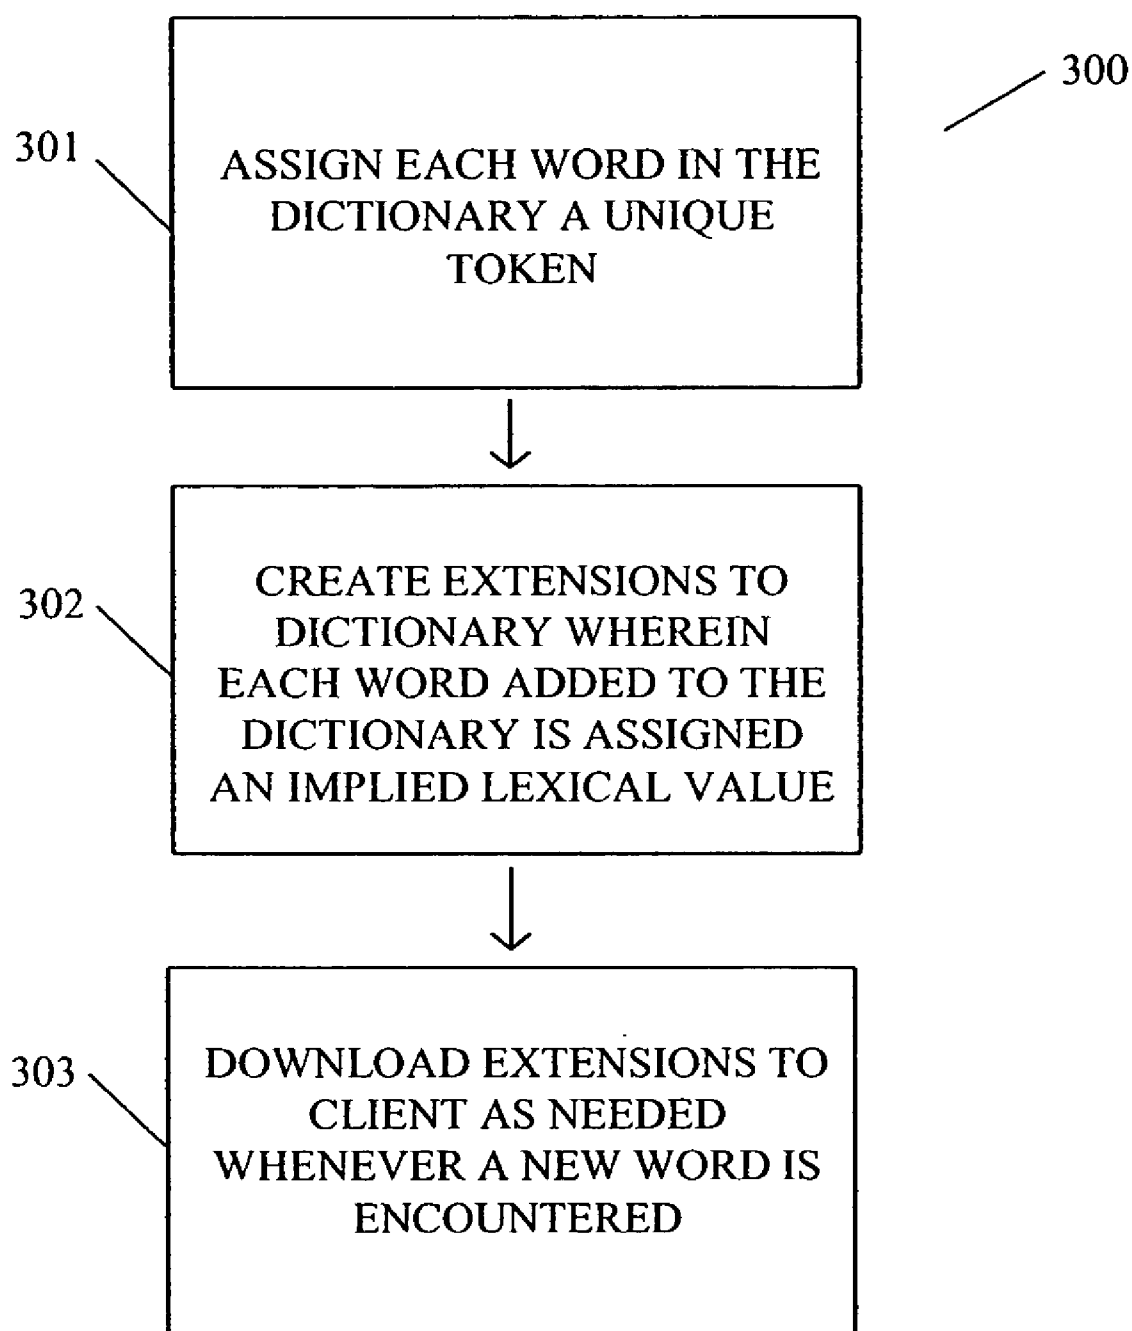 300
301
ASSIGN EACH WORD IN THE
DICTIONARY A UNIQUE
TOKEN
302
CREATE EXTENSIONS TO
DICTIONARY WHEREIN
EACH WORD ADDED TO THE
DICTIONARY IS ASSIGNED
AN IMPLIED LEXICAL VALUE
303
DOWNLOAD EXTENSIONS TO
CLIENT AS NEEDED
WHENEVER A NEW WORD IS
ENCOUNTERED